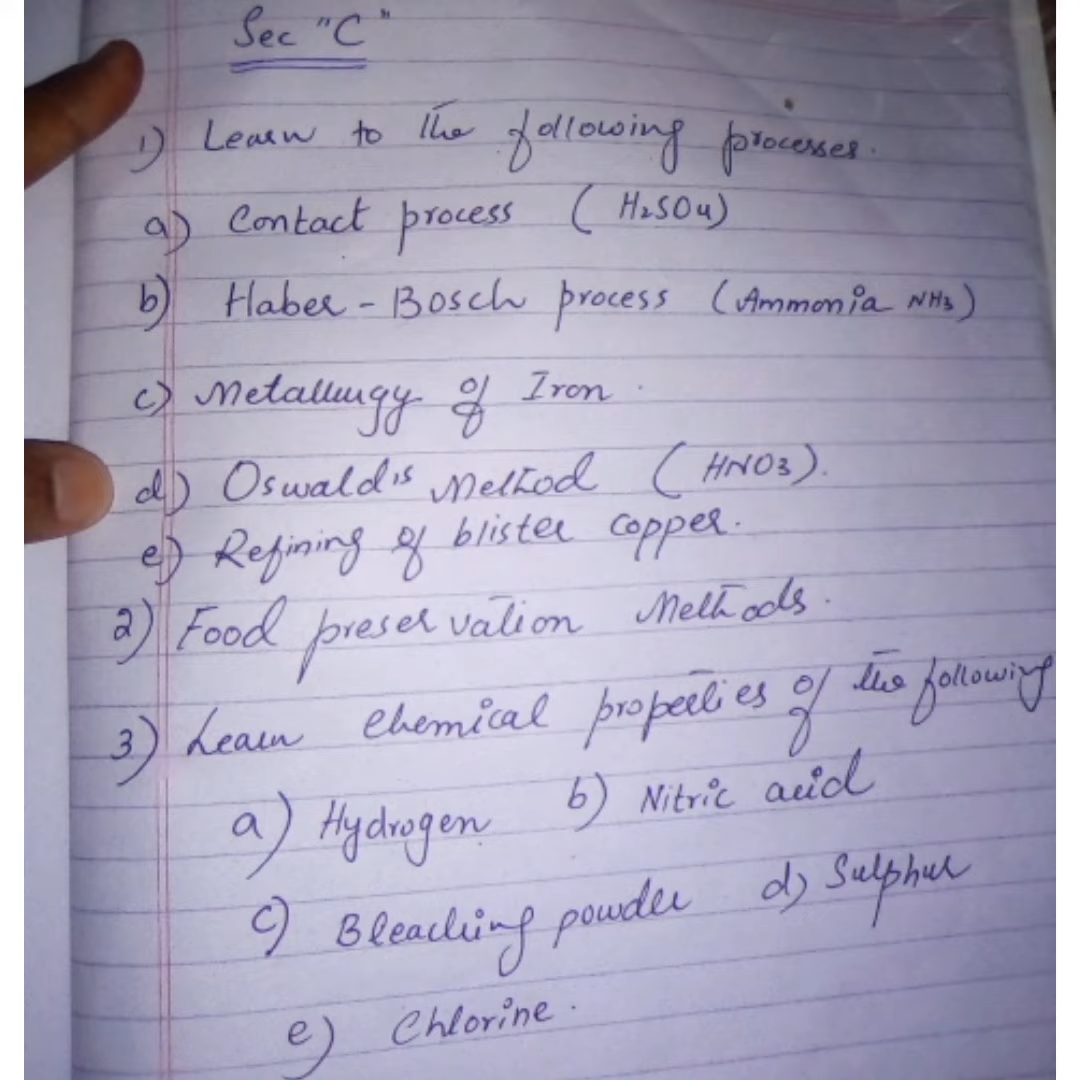 Sec "C"
1) Learn to the following processes.
a) Contact process ( H2SO4)
b) Haber - Bosch process (Ammonia NH3)
c) Metallurgy of Iron .
d) Oswald's Method ( HNO3).
e) Refining of blister copper.
2) Food preservation Methods.
3) Learn Chemical properties of the following
a) Hydrogen b) Nitric acid
c) Bleaching powder d) Sulphur
e) Chlorine.